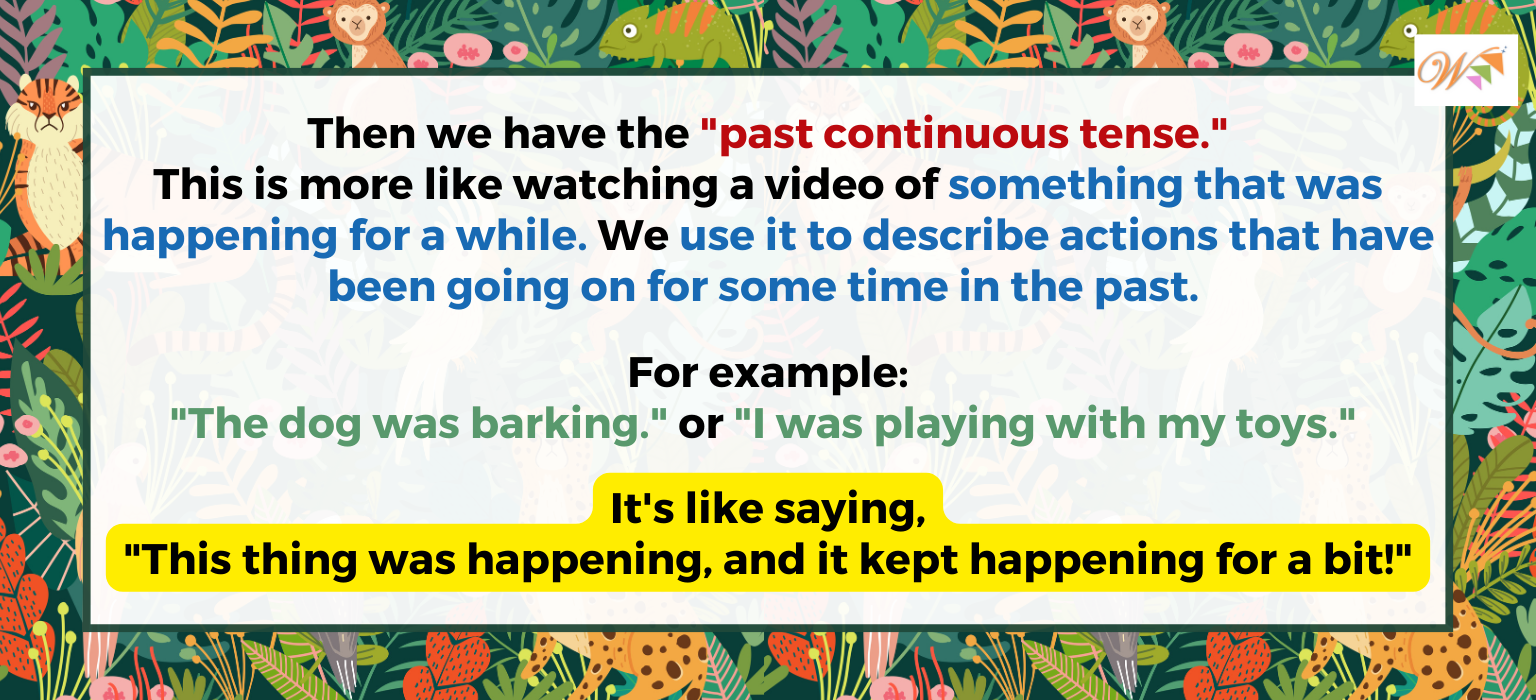 W
Then we have the "past continuous tense."
This is more like watching a video of something that was
happening for a while. We use it to describe actions that have
been going on for some time in the past.
For example:
"The dog was barking." or "I was playing with my toys."
It's like saying,
"This thing was happening, and it kept happening for a bit!"